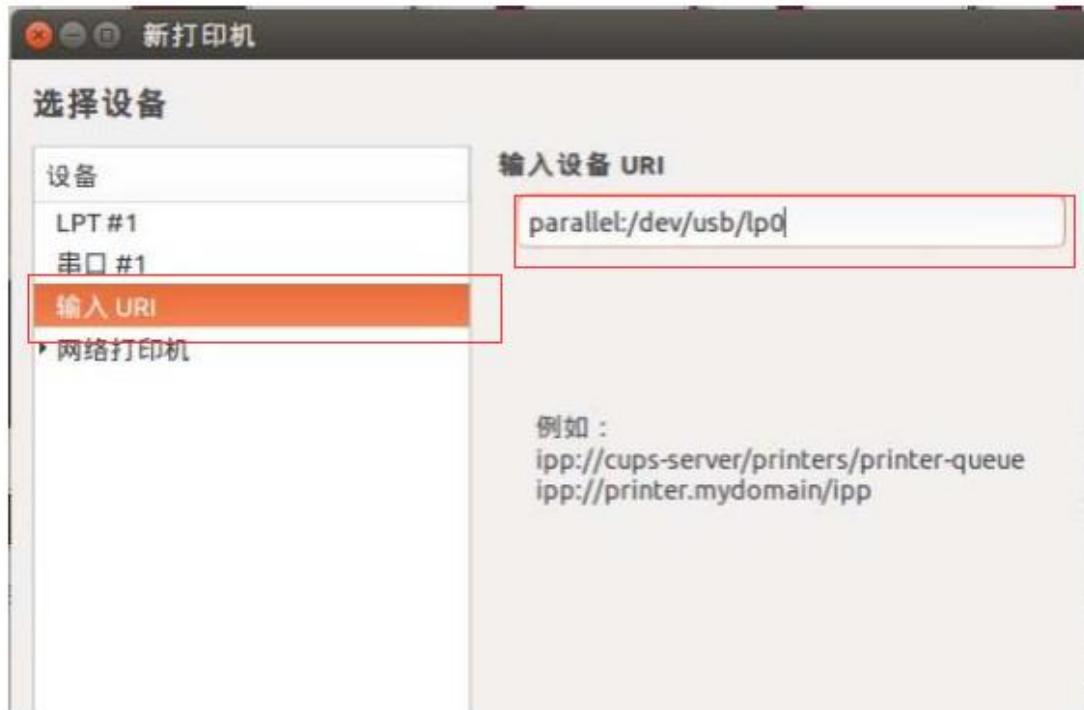 新打印机
选择设备
设备
LPT #1
串口 #1
输入 URI
网络打印机
输入设备 URI
parallel:/dev/usb/lp0
例如：
ipp://cups-server/printers/printer-queue
ipp://printer.mydomain/ipp